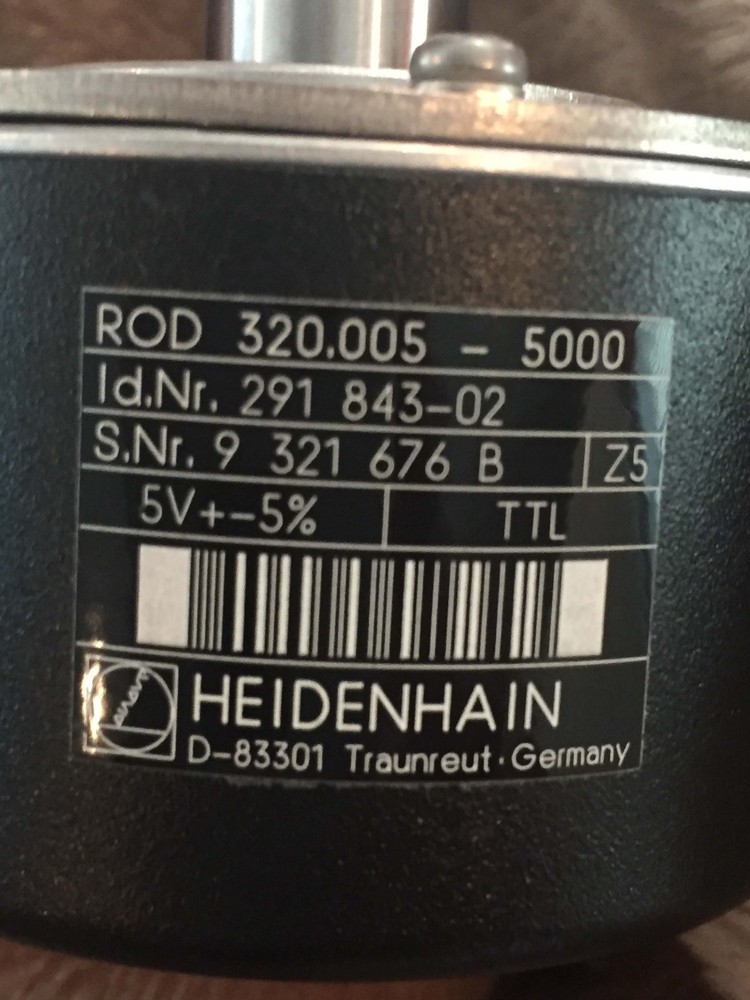 ROD 320.005 - 5000
Id.Nr. 291 843-02
S.Nr. 9 321 676 B Z5
5V+-5% TTL
HEIDENHAIN
D-83301 Traunreut · Germany